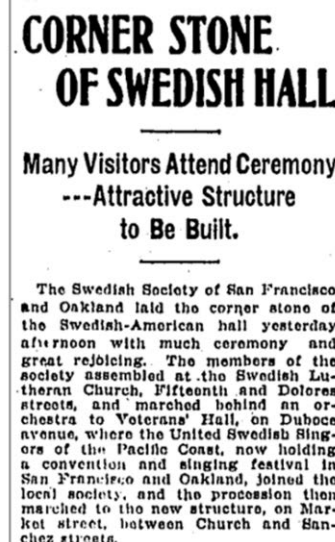 CORNER STONE
OF SWEDISH HALL
Many Visitors Attend Ceremony
---Attractive Structure
to Be Built.
The Swedish Society of San Francisco
and Oakland laid the corner stone of
the Swedish-American hall yesterday
afternoon with much ceremony and
great rejoicing. The members of the
society assembled at the Swedish Lu-
theran Church, Fifteenth and Dolores
streets, and marched behind an or-
chestra to Veterans' Hall, on Duboce
avenue, where the United Swedish Sing-
ers of the Pacific Coast, now holding
a convention and singing festival in
San Francisco and Oakland, joined the
local society, and the procession then
marched to the new structure, on Mar-
ket street, between Church and San-
chez streets.